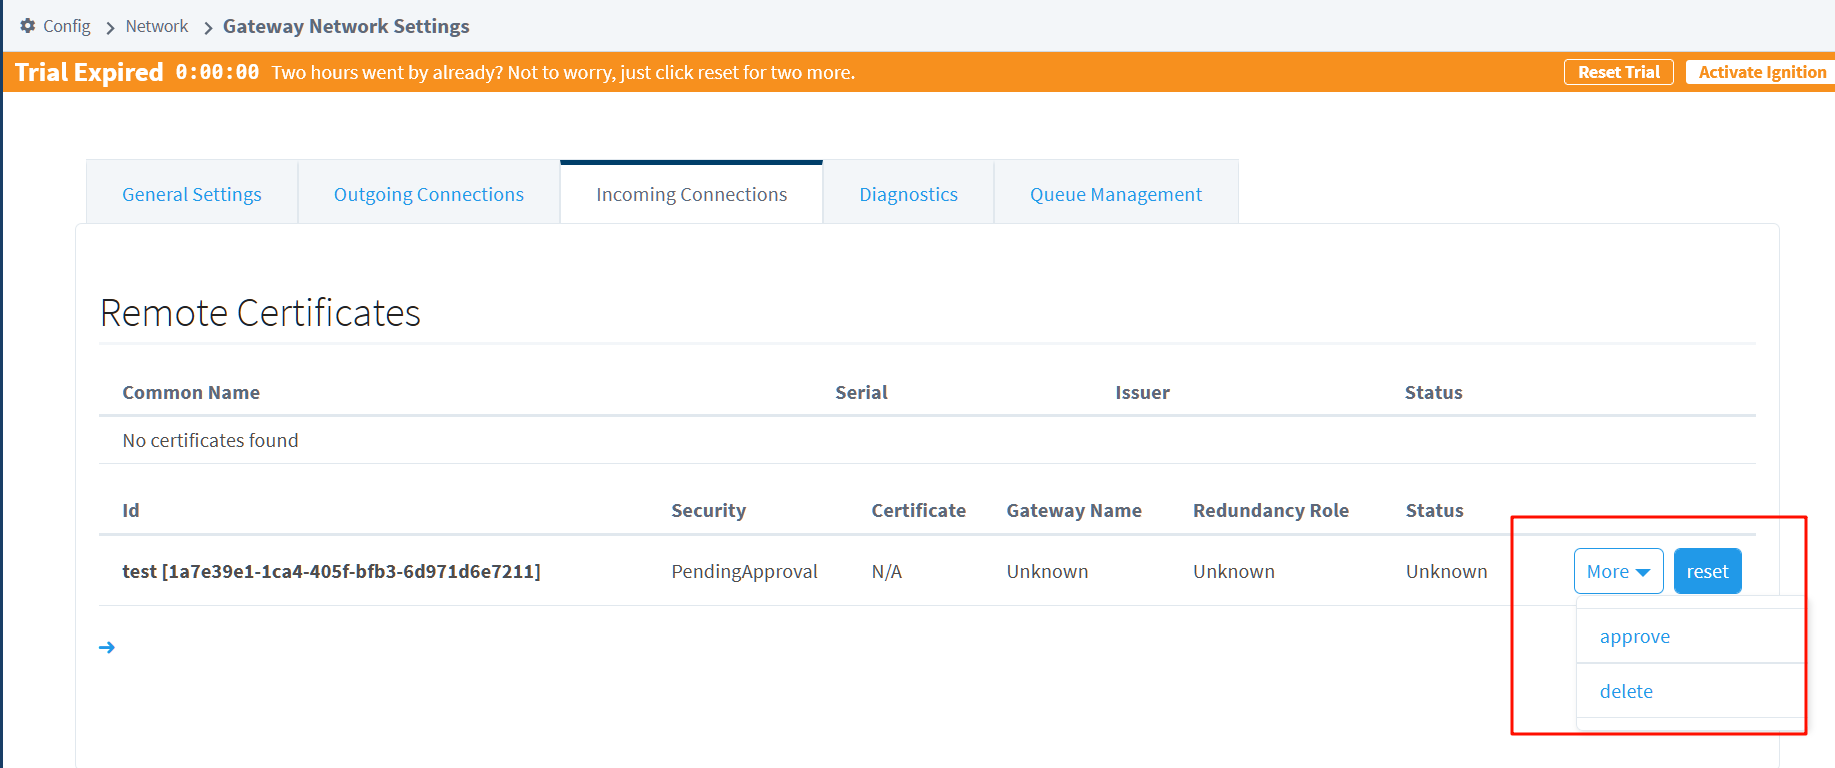 Config > Network > Gateway Network Settings
Trial Expired 0:00:00 Two hours went by already? Not to worry, just click reset for two more. Reset Trial Activate Ignition
General Settings Outgoing Connections Incoming Connections Diagnostics Queue Management
Remote Certificates
Common Name Serial Issuer Status
No certificates found
Id Security Certificate Gateway Name Redundancy Role Status
test [1a7e39e1-1ca4-405f-bfb3-6d971d6e7211] PendingApproval N/A Unknown Unknown Unknown More reset
approve
delete